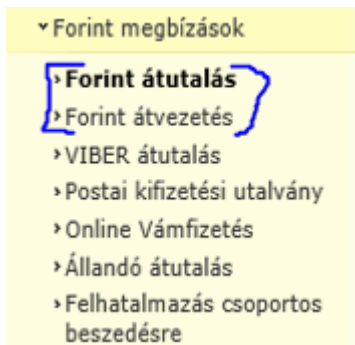 Forint megbízások
Forint átutalás
Forint átvezetés
VIBER átutalás
Postai kifizetési utalvány
Online Vámfizetés
Állandó átutalás
Felhatalmazás csoportos
beszedésre